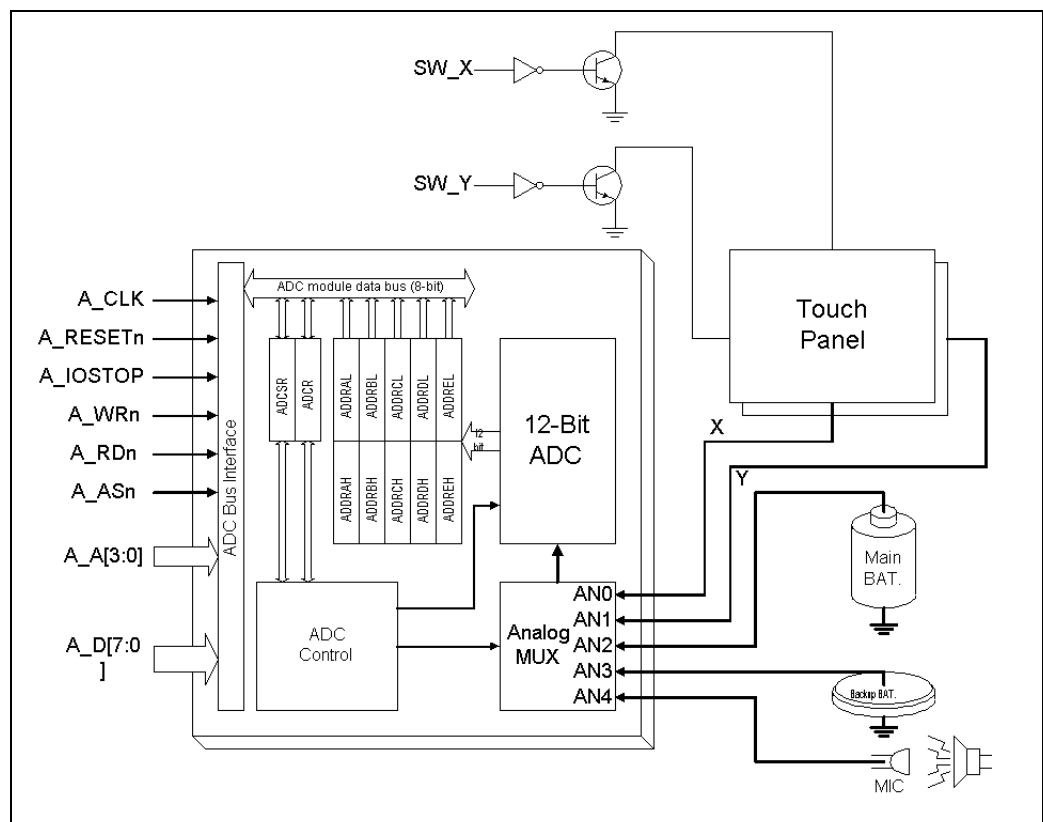 SW_X
SW_Y
ADC module data bus (8-bit)
A_CLK
A_RESETn
A_IOSTOP
A_WRn
A_RDn
A_ASn
A_A[3:0]
A_D[7:0
]
ADC Bus Interface
ADCSR
ADCR
ADDRAL
ADDRBL
ADDRCL
ADDRDL
ADDREL
ADDRAH
ADDRBH
ADDRCH
ADDRDH
ADDREH
12
bit
12-Bit
ADC
Touch
Panel
X
Y
ADC
Control
Analog
MUX
AN0
AN1
AN2
AN3
AN4
Main
BAT.
Backup BAT.
MIC